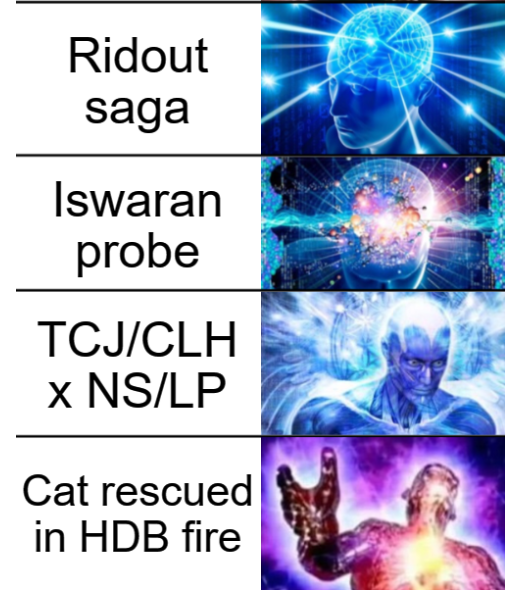 Ridout
saga
Iswaran
probe
TCJ/CLH
x NS/LP
Cat rescued
in HDB fire